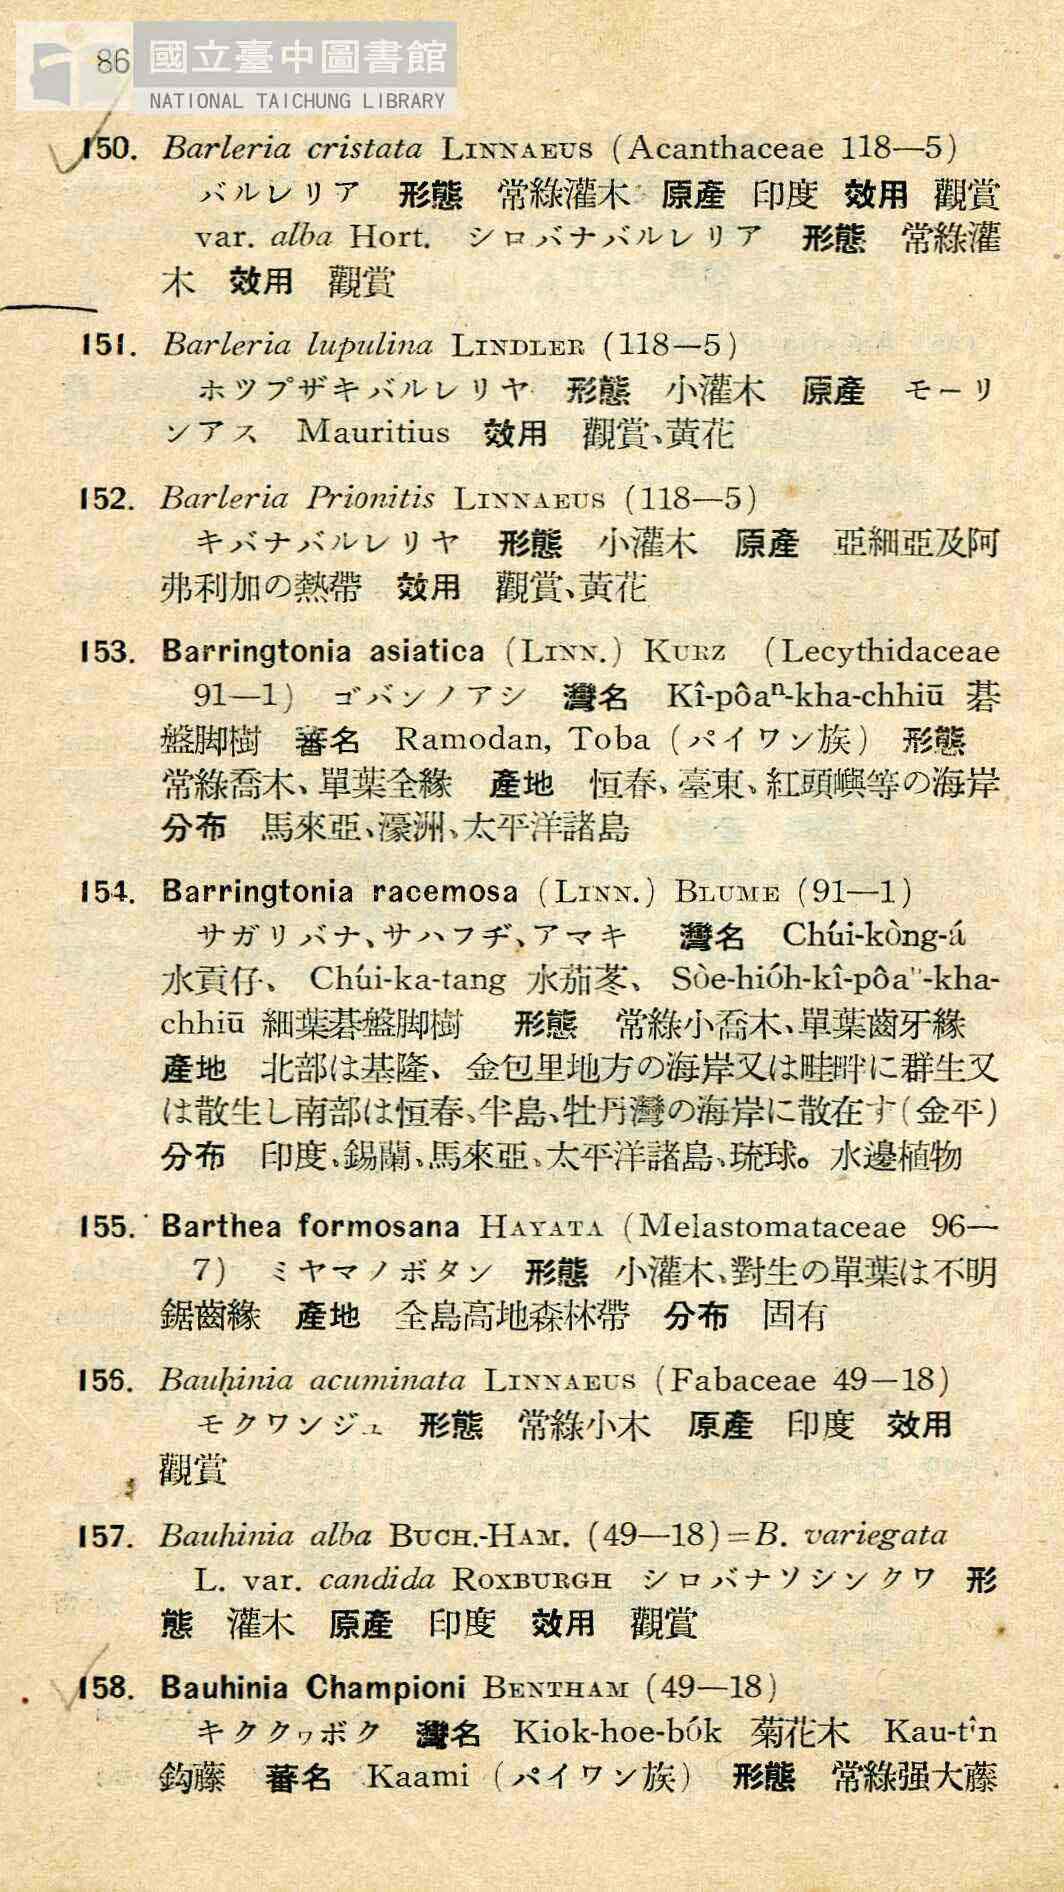 86
國立臺中圖書館
NATIONAL TAICHUNG LIBRARY
150. Barleria cristata LINNAEUS (Acanthaceae 118—5)
バルレリア 形態 常綠灌木 原產 印度 效用 觀賞
var. alba Hort. シロバナバルレリア 形態 常綠灌
木 效用 觀賞
151. Barleria lupulina LINDLER (118—5)
ホツプザキバルレリヤ 形態 小灌木 原產 モーリ
シアス Mauritius 效用 觀賞、黃花
152. Barleria Prionitis LINNAEUS (118—5)
キバナバルレリヤ 形態 小灌木 原產 亞細亞及阿
弗利加の熱帶 效用 觀賞、黃花
153. Barringtonia asiatica (LINN.) KURZ (Lecythidaceae
91—1) ゴバンノアシ 灣名 Kî-pôaⁿ-kha-chhiū 碁
盤脚樹 蕃名 Ramodan, Toba (パイワン族) 形態
常綠喬木、單葉全緣 產地 恒春、臺東、紅頭嶼等の海岸
分布 馬來亞、濠洲、太平洋諸島
154. Barringtonia racemosa (LINN.) BLUME (91—1)
サガリバナ、サハフヂ、アマキ 灣名 Chúi-kòng-á
水貢仔、 Chúi-ka-tang 水茄苳、 Sòe-hióh-kî-pôaⁿ-kha-
chhiū 細葉碁盤脚樹 形態 常綠小喬木、單葉齒牙緣
產地 北部は基隆、金包里地方の海岸又は畦畔に群生又
は散生し南部は恒春、半島、牡丹灣の海岸に散在す(金平)
分布 印度、錫蘭、馬來亞、太平洋諸島、琉球。水邊植物
155. Barthea formosana HAYATA (Melastomataceae 96—
7) ミヤマノボタン 形態 小灌木、對生の單葉は不明
鋸齒緣 產地 全島高地森林帶 分布 固有
156. Bauhinia acuminata LINNAEUS (Fabaceae 49—18)
モクワンジュ 形態 常綠小木 原產 印度 效用
觀賞
157. Bauhinia alba BUCH.-HAM. (49—18)=B. variegata
L. var. candida ROXBURGH シロバナソシンクワ 形
態 灌木 原產 印度 效用 觀賞
158. Bauhinia Championi BENTHAM (49—18)
キククヮボク 灣名 Kiok-hoe-bók 菊花木 Kau-tîn
鈎藤 蕃名 Kaami (パイワン族) 形態 常綠强大藤